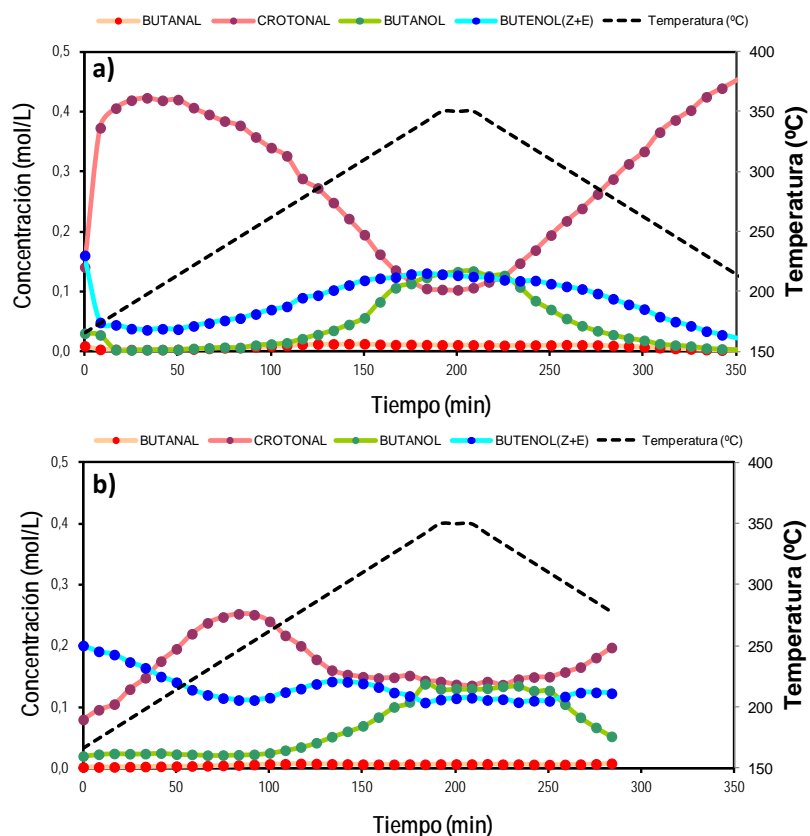 BUTANAL CROTONAL BUTANOL BUTENOL(Z+E) Temperatura (ºC)
a)
0,5
0,4
0,3
0,2
0,1
0,0
Concentración (mol/L)
400
350
300
250
200
150
Temperatura (ºC)
0 50 100 150 200 250 300 350
Tiempo (min)
BUTANAL CROTONAL BUTANOL BUTENOL(Z+E) Temperatura (ºC)
b)
0,5
0,4
0,3
0,2
0,1
0,0
Concentración (mol/L)
400
350
300
250
200
150
Temperatura (ºC)
0 50 100 150 200 250 300 350
Tiempo (min)